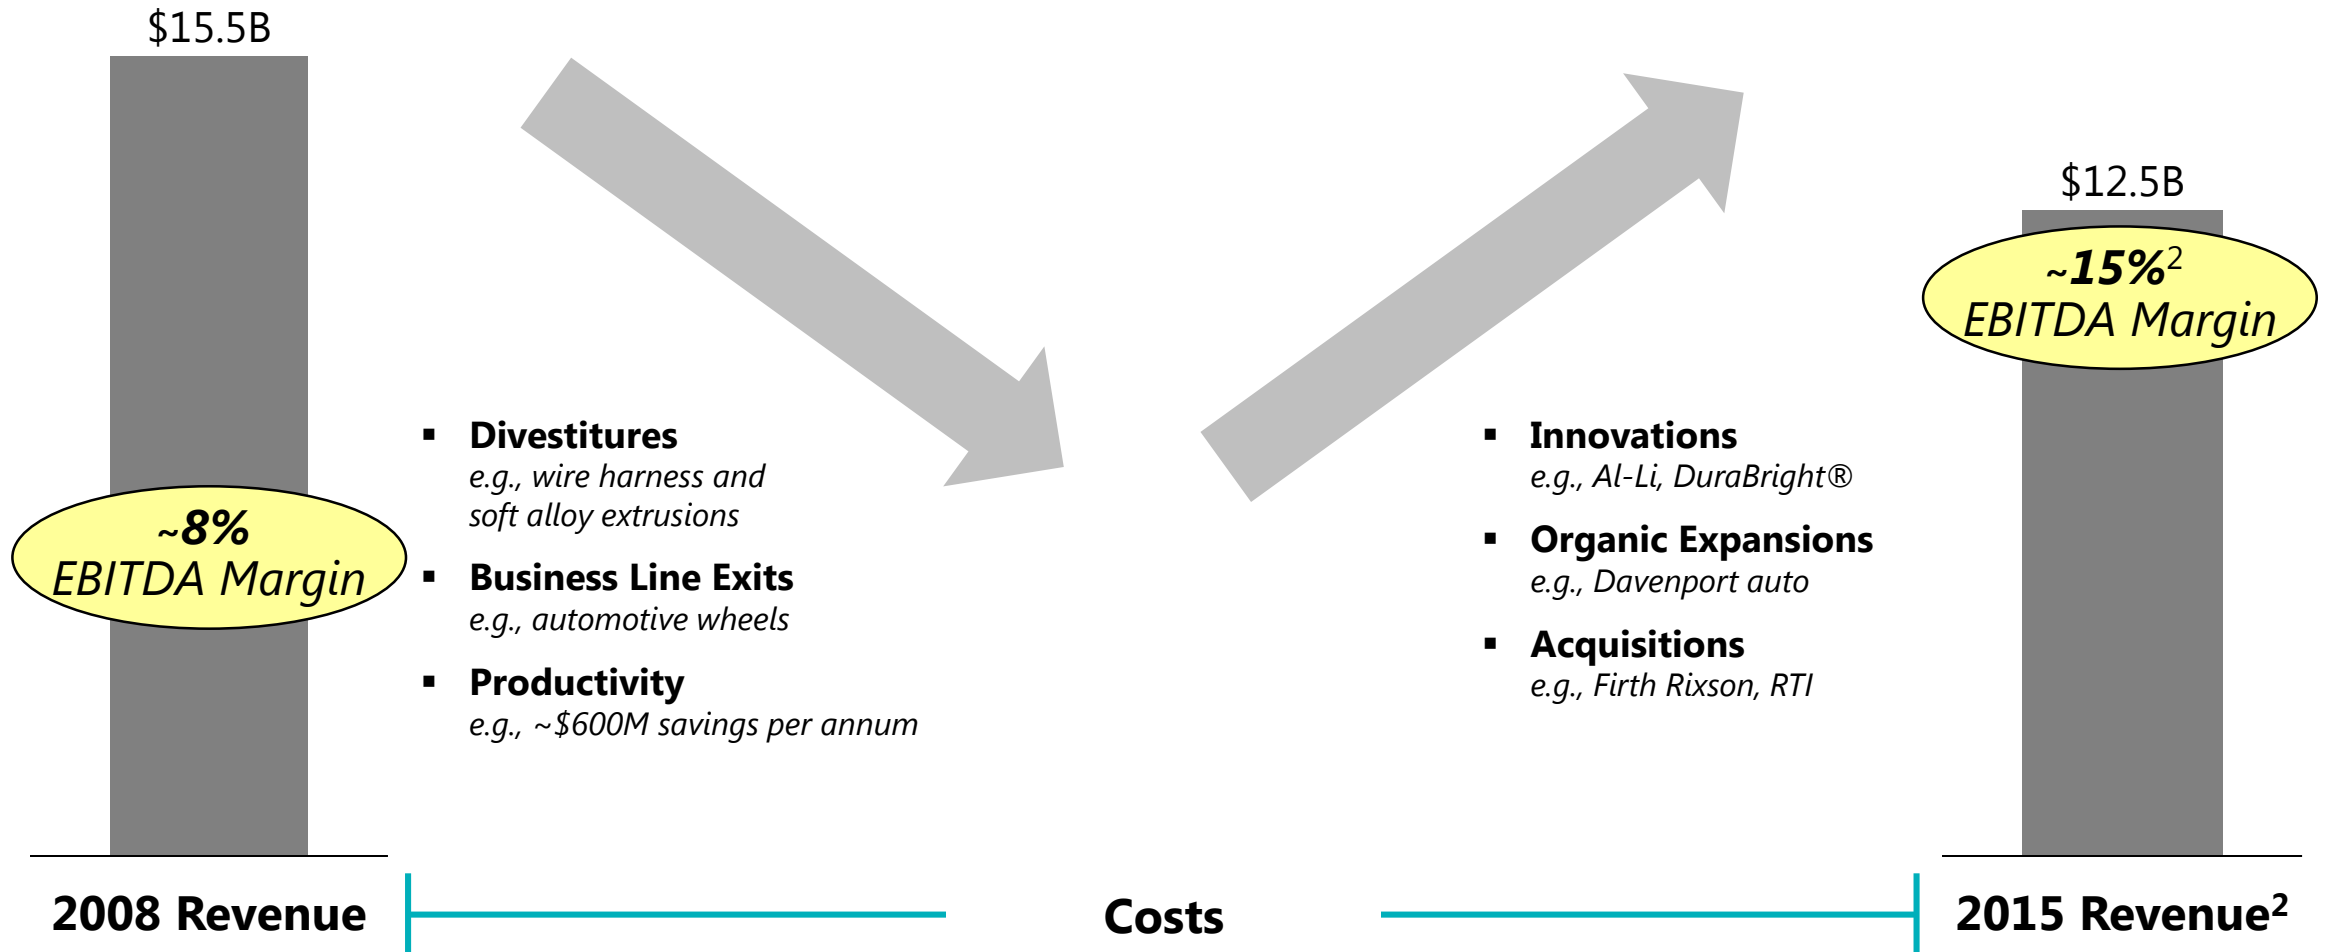 $15.5B
~8%
EBITDA Margin
2008 Revenue
▪ Divestitures
e.g., wire harness and
soft alloy extrusions
▪ Business Line Exits
e.g., automotive wheels
▪ Productivity
e.g., ~$600M savings per annum
Costs
▪ Innovations
e.g., Al-Li, DuraBright®
▪ Organic Expansions
e.g., Davenport auto
▪ Acquisitions
e.g., Firth Rixson, RTI
$12.5B
~15%²
EBITDA Margin
2015 Revenue²